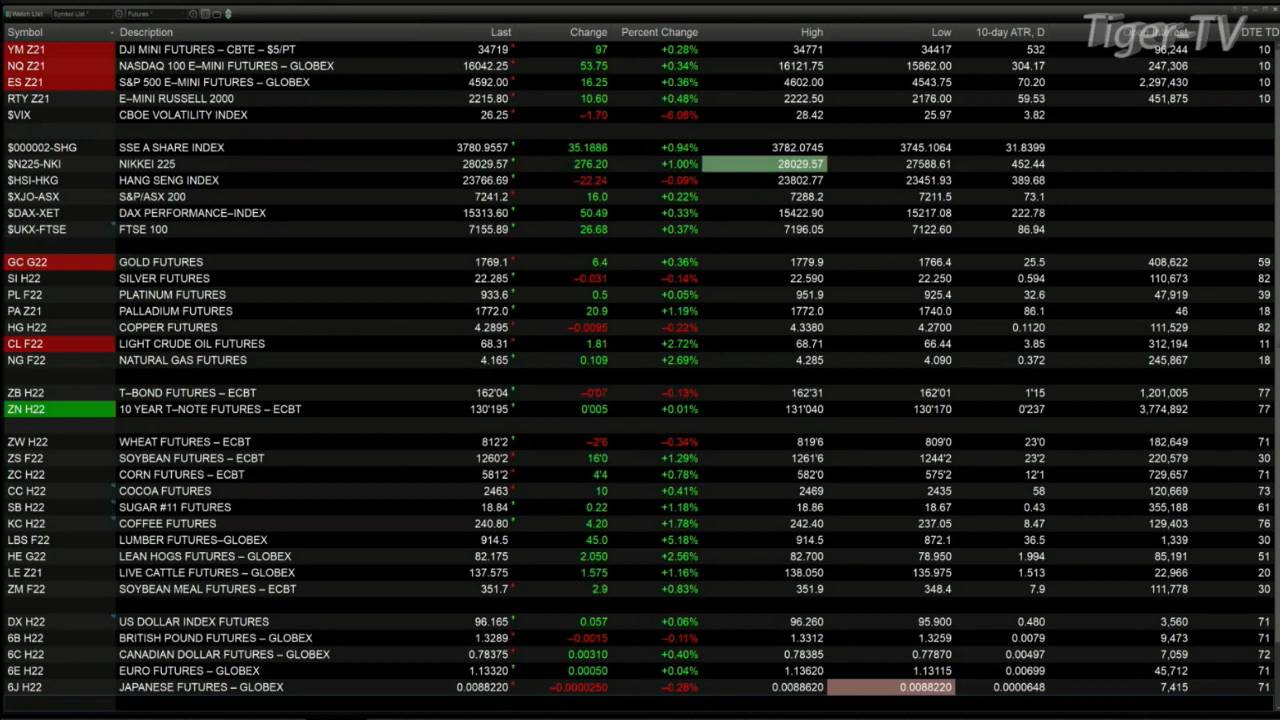 Watch List Symbol List * Futures *
TigerTV
Symbol Description Last Change Percent Change High Low 10-day ATR, D DTE TD
YM Z21 DJI MINI FUTURES – CBTE – $5/PT 34719 97 +0.28% 34771 34417 532 96,244 10
NQ Z21 NASDAQ 100 E–MINI FUTURES – GLOBEX 16042.25 53.75 +0.34% 16121.75 15862.00 304.17 247,306 10
ES Z21 S&P 500 E–MINI FUTURES – GLOBEX 4592.00 16.25 +0.36% 4602.00 4543.75 70.20 2,297,430 10
RTY Z21 E–MINI RUSSELL 2000 2215.80 10.60 +0.48% 2222.50 2176.00 59.53 451,875 10
$VIX CBOE VOLATILITY INDEX 26.25 –1.70 –6.08% 28.42 25.97 3.82
$000002-SHG SSE A SHARE INDEX 3780.9557 35.1886 +0.94% 3782.0745 3745.1064 31.8399
$N225-NKI NIKKEI 225 28029.57 276.20 +1.00% 28029.57 27588.61 452.44
$HSI-HKG HANG SENG INDEX 23766.69 –22.24 –0.09% 23802.77 23451.93 389.68
$XJO-ASX S&P/ASX 200 7241.2 16.0 +0.22% 7288.2 7211.5 73.1
$DAX-XET DAX PERFORMANCE–INDEX 15313.60 50.49 +0.33% 15422.90 15217.08 222.78
$UKX-FTSE FTSE 100 7155.89 26.68 +0.37% 7196.05 7122.60 86.94
GC G22 GOLD FUTURES 1769.1 6.4 +0.36% 1779.9 1766.4 25.5 408,622 59
SI H22 SILVER FUTURES 22.285 –0.031 –0.14% 22.590 22.250 0.594 110,673 82
PL F22 PLATINUM FUTURES 933.6 0.5 +0.05% 951.9 925.4 32.6 47,919 39
PA Z21 PALLADIUM FUTURES 1772.0 20.9 +1.19% 1772.0 1740.0 86.1 46 18
HG H22 COPPER FUTURES 4.2895 –0.0095 –0.22% 4.3380 4.2700 0.1120 111,529 82
CL F22 LIGHT CRUDE OIL FUTURES 68.31 1.81 +2.72% 68.71 66.44 3.85 312,194 11
NG F22 NATURAL GAS FUTURES 4.165 0.109 +2.69% 4.285 4.090 0.372 245,867 18
ZB H22 T–BOND FUTURES – ECBT 162'04 –0'07 –0.13% 162'31 162'01 1'15 1,201,005 77
ZN H22 10 YEAR T–NOTE FUTURES – ECBT 130'195 0'005 +0.01% 131'040 130'170 0'237 3,774,892 77
ZW H22 WHEAT FUTURES – ECBT 812'2 –2'6 –0.34% 819'6 809'0 23'0 182,649 71
ZS F22 SOYBEAN FUTURES – ECBT 1260'2 16'0 +1.29% 1261'6 1244'2 23'2 220,579 30
ZC H22 CORN FUTURES – ECBT 581'2 4'4 +0.78% 582'0 575'2 12'1 729,657 71
CC H22 COCOA FUTURES 2463 10 +0.41% 2469 2435 58 120,669 73
SB H22 SUGAR #11 FUTURES 18.84 0.22 +1.18% 18.86 18.67 0.43 355,188 61
KC H22 COFFEE FUTURES 240.80 4.20 +1.78% 242.40 237.05 8.47 129,403 76
LBS F22 LUMBER FUTURES–GLOBEX 914.5 45.0 +5.18% 914.5 872.1 36.5 1,339 30
HE G22 LEAN HOGS FUTURES – GLOBEX 82.175 2.050 +2.56% 82.700 78.950 1.994 85,191 51
LE Z21 LIVE CATTLE FUTURES – GLOBEX 137.575 1.575 +1.16% 138.050 135.975 1.513 22,966 20
ZM F22 SOYBEAN MEAL FUTURES – ECBT 351.7 2.9 +0.83% 351.9 348.4 7.9 111,778 30
DX H22 US DOLLAR INDEX FUTURES 96.165 0.057 +0.06% 96.260 95.900 0.480 3,560 71
6B H22 BRITISH POUND FUTURES – GLOBEX 1.3289 –0.0015 –0.11% 1.3312 1.3259 0.0079 9,473 71
6C H22 CANADIAN DOLLAR FUTURES – GLOBEX 0.78375 0.00310 +0.40% 0.78385 0.77870 0.00497 7,059 72
6E H22 EURO FUTURES – GLOBEX 1.13320 0.00050 +0.04% 1.13620 1.13115 0.00699 45,712 71
6J H22 JAPANESE FUTURES – GLOBEX 0.0088220 –0.0000250 –0.28% 0.0088620 0.0088220 0.0000648 7,415 71